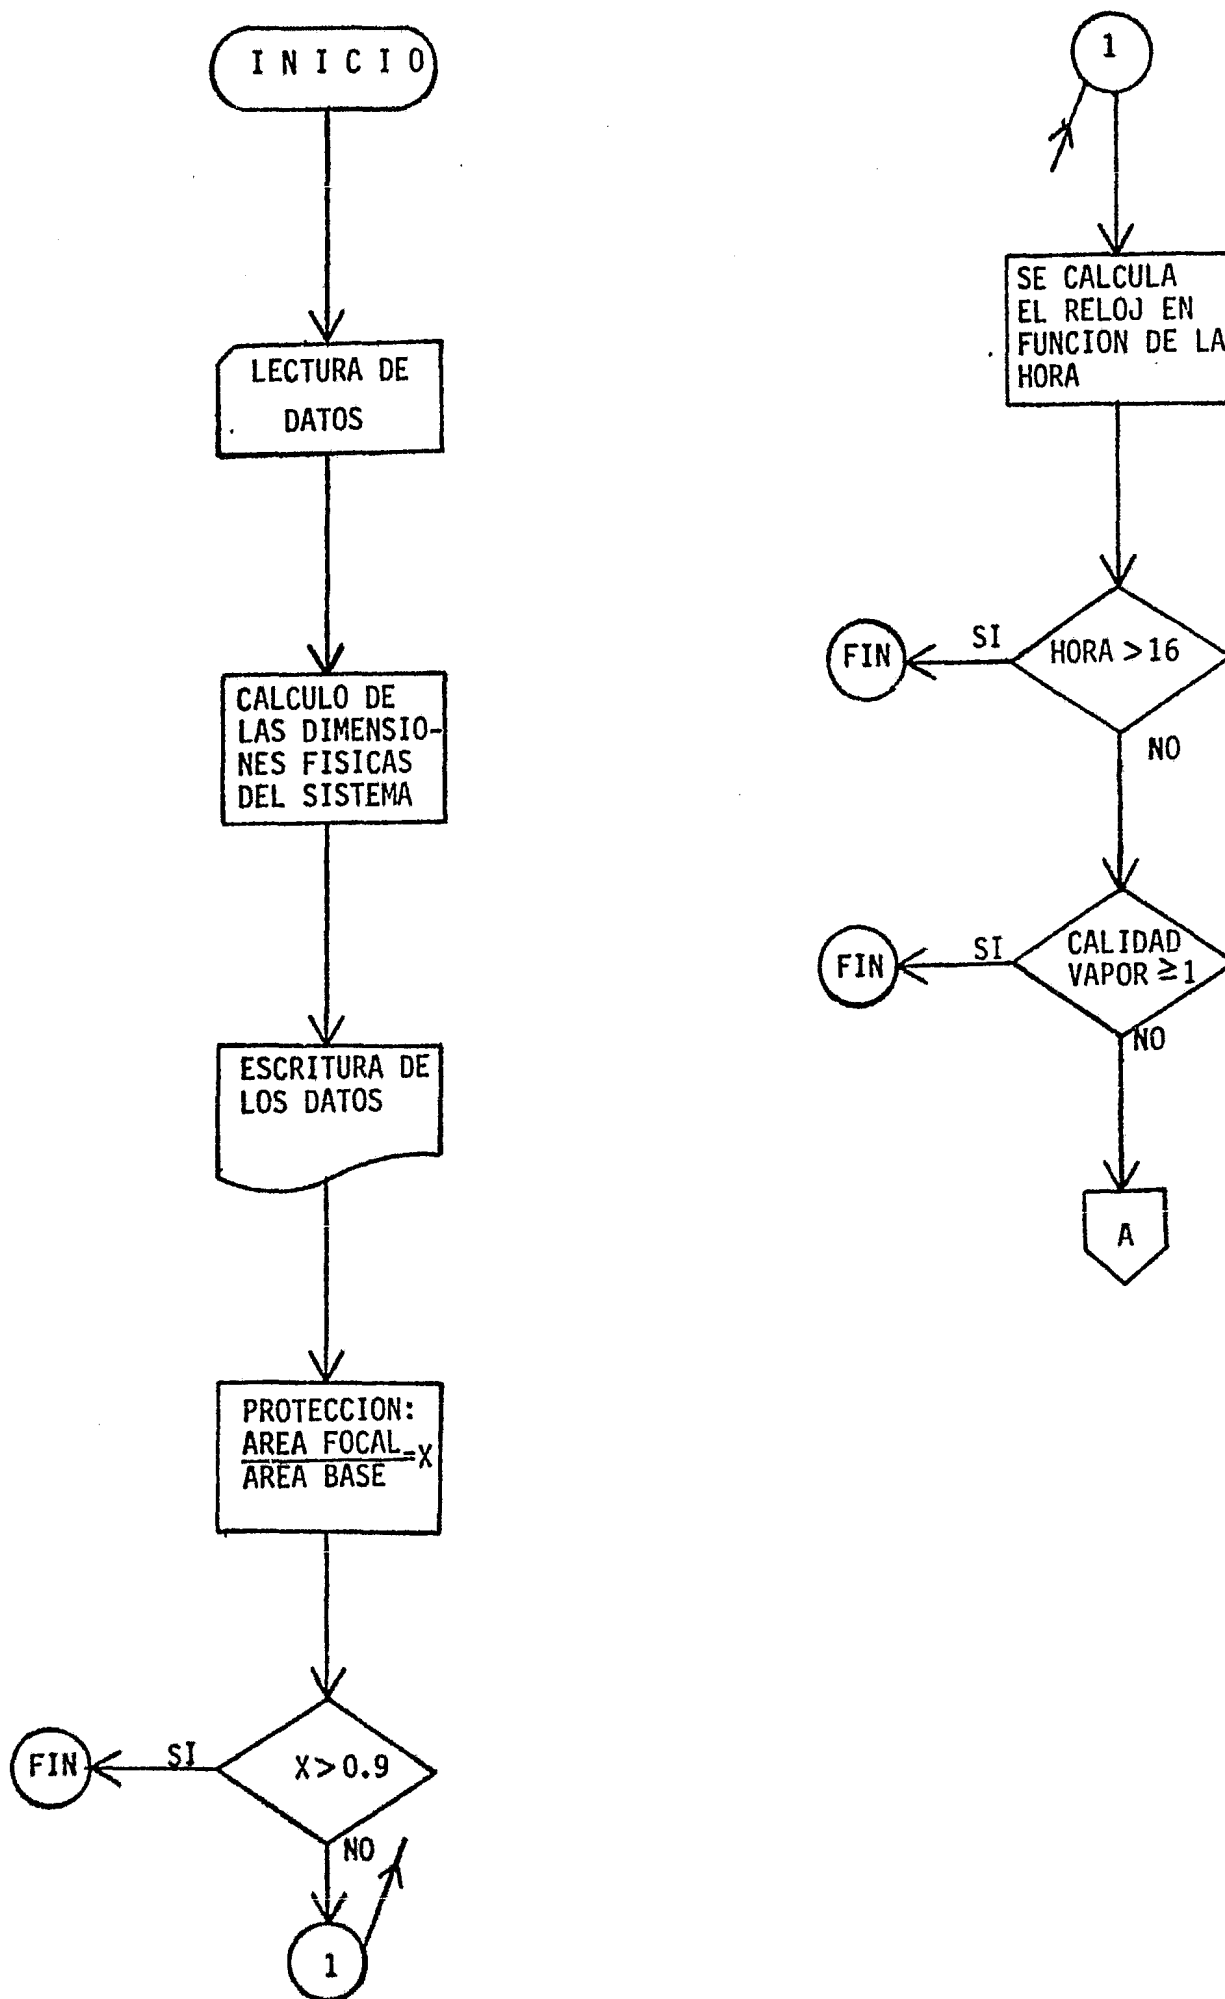 I N I C I O
LECTURA DE
DATOS
CALCULO DE
LAS DIMENSIO-
NES FISICAS
DEL SISTEMA
ESCRITURA DE
LOS DATOS
PROTECCION:
AREA FOCAL =X
AREA BASE
X > 0.9
SI
FIN
NO
1
1
SE CALCULA
EL RELOJ EN
FUNCION DE LA
HORA
HORA > 16
SI
FIN
NO
CALIDAD
VAPOR ≥ 1
SI
FIN
NO
A